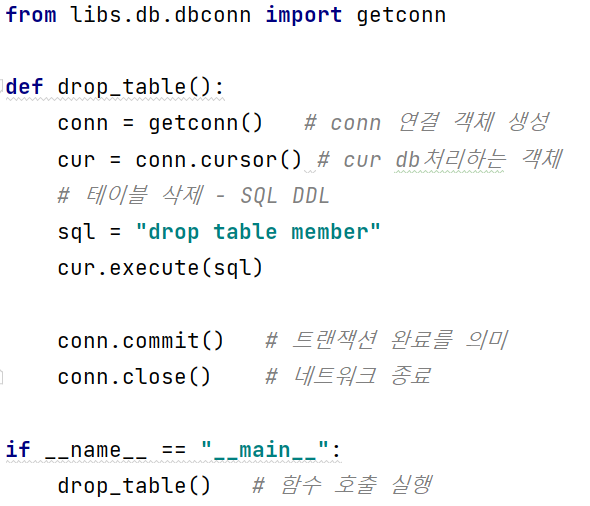 from libs.db.dbconn import getconn
def drop_table():
    conn = getconn()   # conn 연결 객체 생성
    cur = conn.cursor() # cur db처리하는 객체
    # 테이블 삭제 - SQL DDL
    sql = "drop table member"
    cur.execute(sql)
    conn.commit()   # 트랜잭션 완료를 의미
    conn.close()    # 네트워크 종료
if __name__ == "__main__":
    drop_table()   # 함수 호출 실행